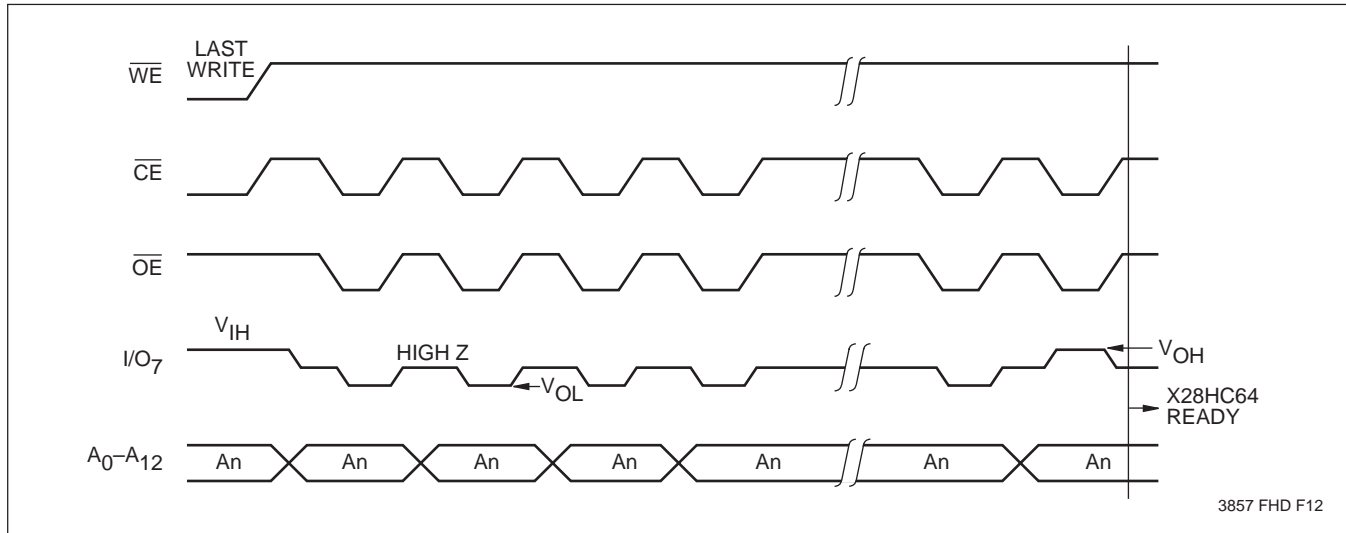 LAST
WRITE
WE
CE
OE
VIH
I/O7
HIGH Z
VOL
VOH
X28HC64
READY
A0–A12
An An An An An An An
3857 FHD F12